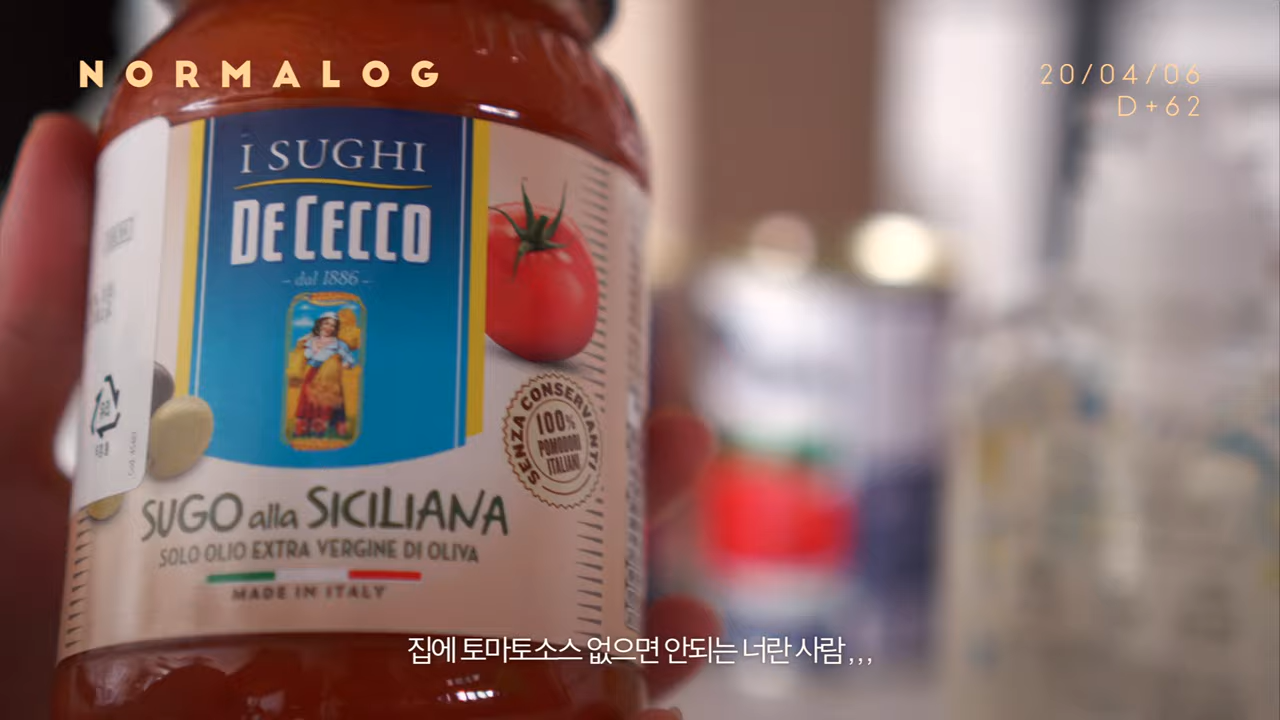 NORMALOG
20/04/06
D+62
i SUGHI
DE CECCO
dal 1886
SENZA CONSERVANTI
100%
POMODORI
ITALIANI
SUGO alla SICILIANA
SOLO OLIO EXTRA VERGINE DI OLIVA
MADE IN ITALY
집에 토마토소스 없으면 안되는 너란 사람,,,